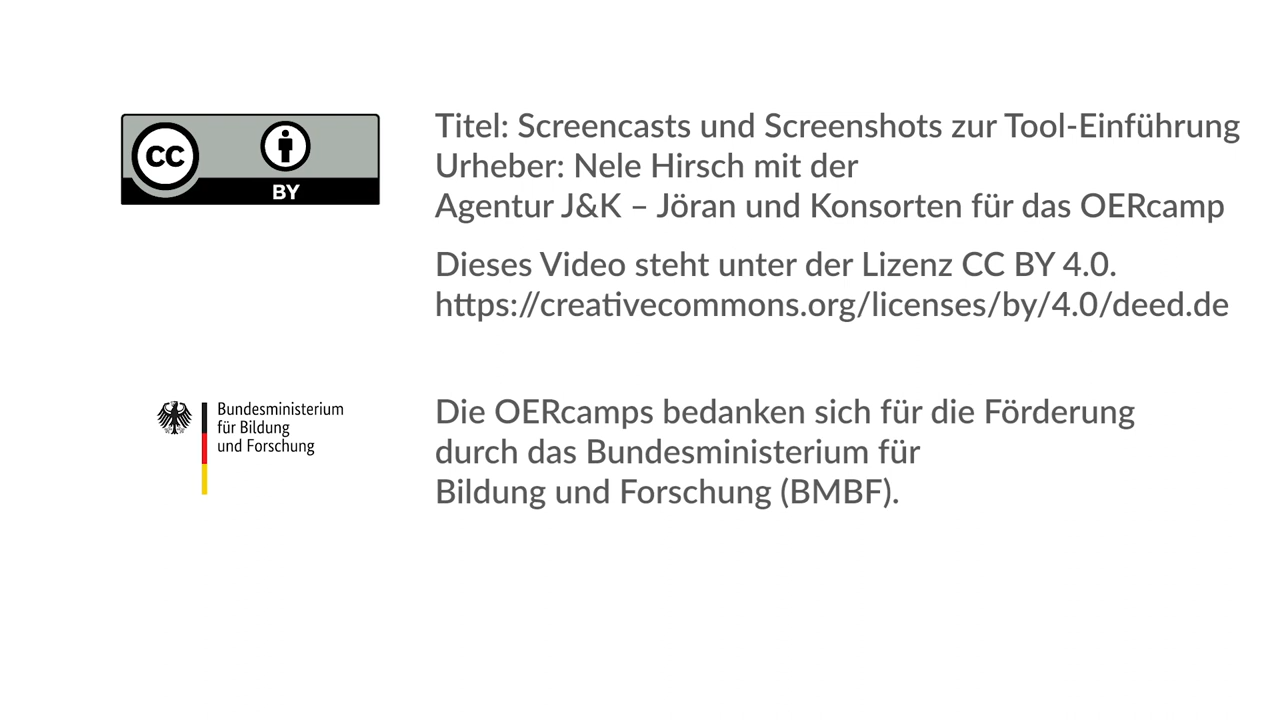 CC
BY
Titel: Screencasts und Screenshots zur Tool-Einführung
Urheber: Nele Hirsch mit der
Agentur J&K – Jöran und Konsorten für das OERcamp
Dieses Video steht unter der Lizenz CC BY 4.0.
https://creativecommons.org/licenses/by/4.0/deed.de
Bundesministerium
für Bildung
und Forschung
Die OERcamps bedanken sich für die Förderung
durch das Bundesministerium für
Bildung und Forschung (BMBF).